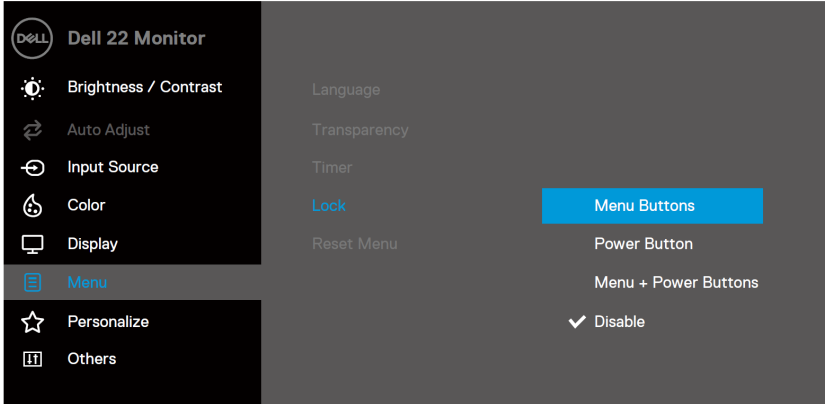 DELL Dell 22 Monitor
Brightness / Contrast
Auto Adjust
Input Source
Color
Display
Menu
Personalize
Others
Language
Transparency
Timer
Lock
Reset Menu
Menu Buttons
Power Button
Menu + Power Buttons
Disable